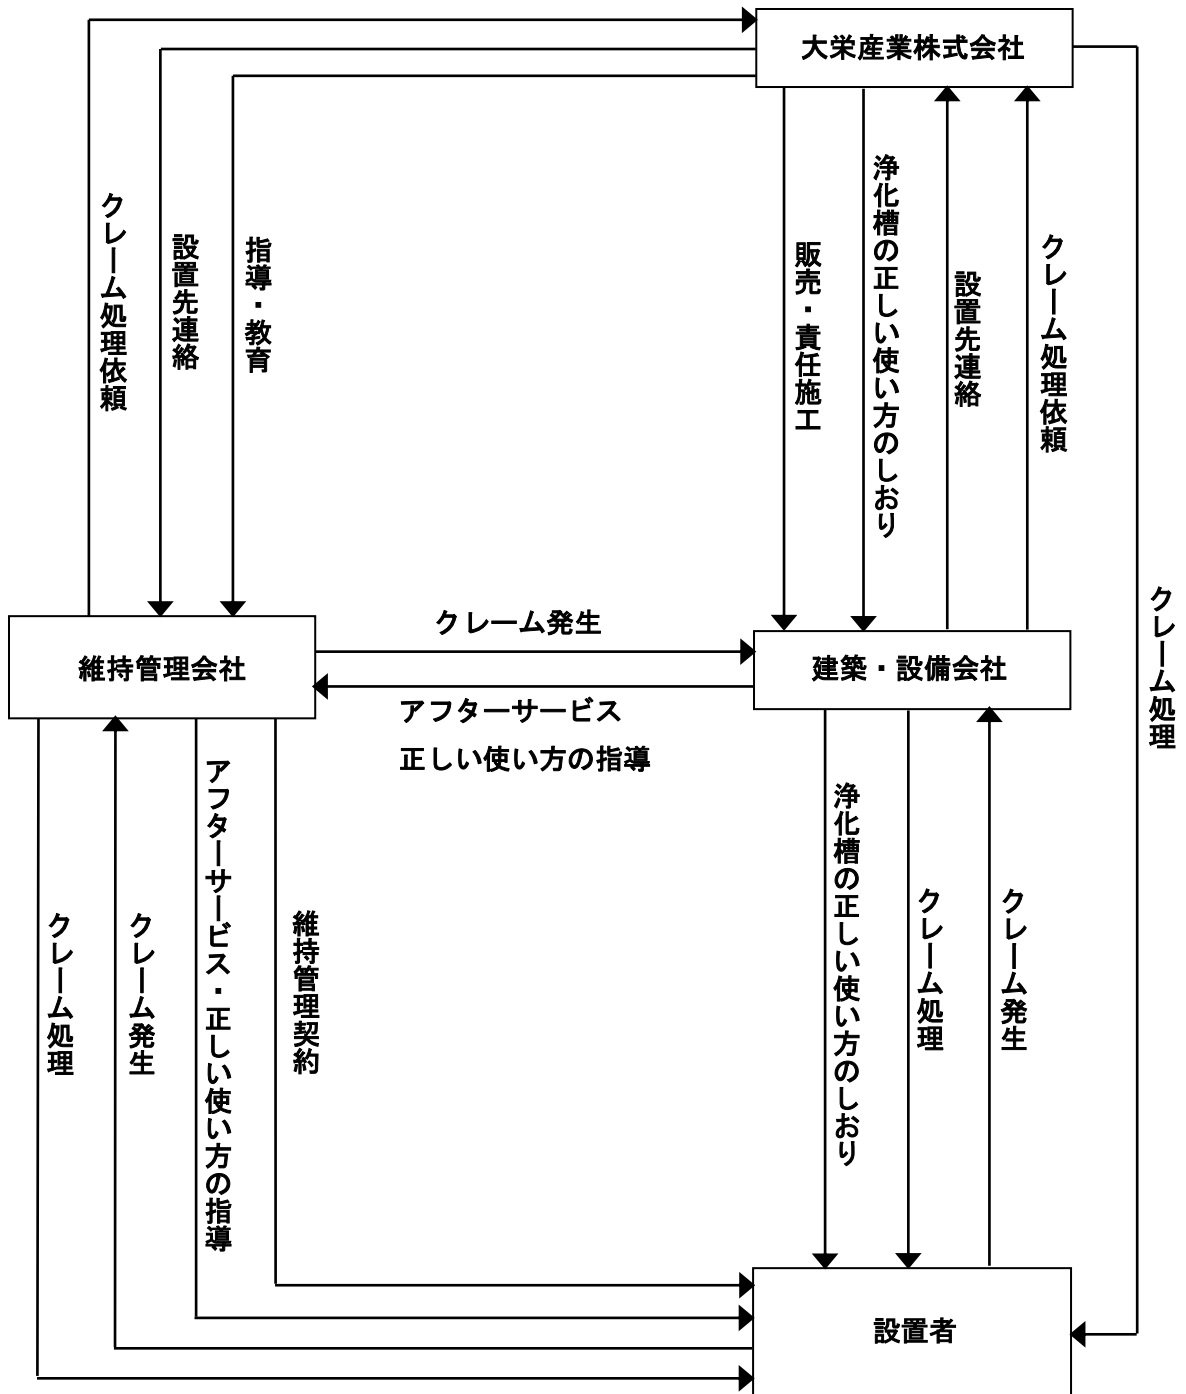 大栄産業株式会社
クレーム処理依頼
設置先連絡
指導・教育
販売・責任施工
浄化槽の正しい使い方のしおり
設置先連絡
クレーム処理依頼
クレーム処理
維持管理会社
クレーム発生
アフターサービス
正しい使い方の指導
建築・設備会社
クレーム処理
クレーム発生
アフターサービス・正しい使い方の指導
維持管理契約
浄化槽の正しい使い方のしおり
クレーム処理
クレーム発生
設置者